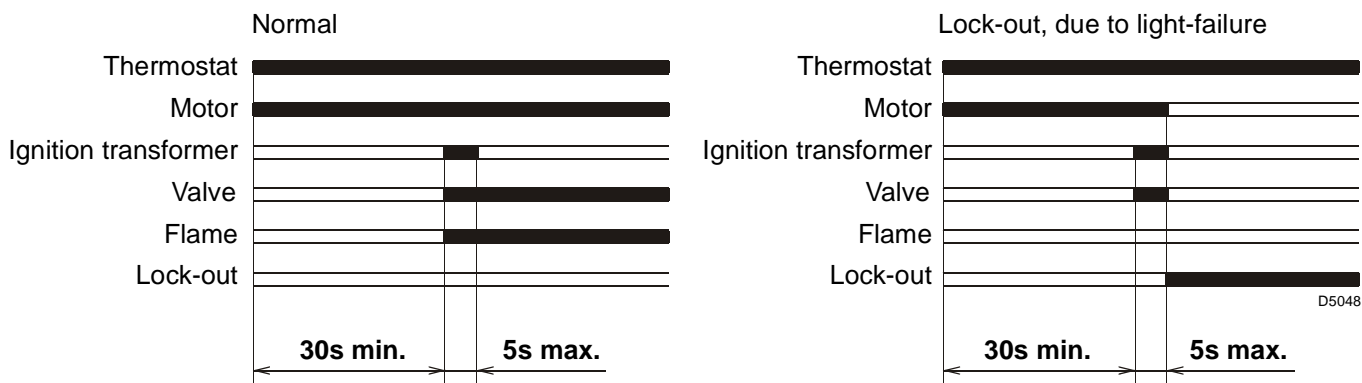 Normal
Thermostat
Motor
Ignition transformer
Valve
Flame
Lock-out
30s min.
5s max.
Lock-out, due to light-failure
Thermostat
Motor
Ignition transformer
Valve
Flame
Lock-out
D5048
30s min.
5s max.